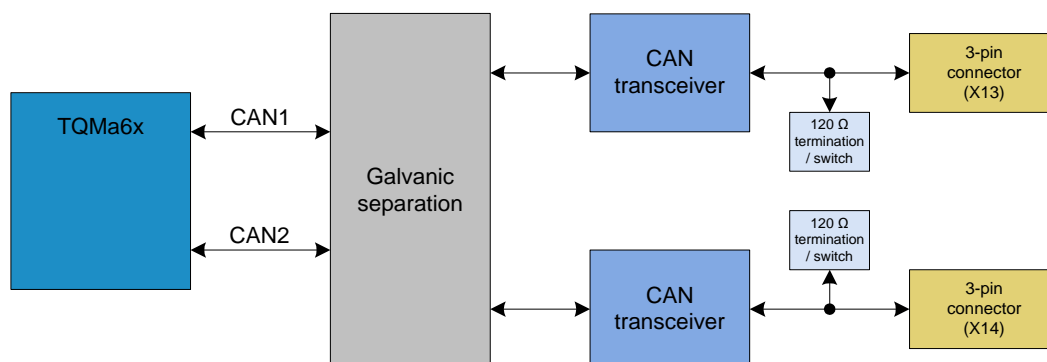 TQMa6x
CAN1
CAN2
Galvanic
separation
CAN
transceiver
120 Ω
termination
/ switch
3-pin
connector
(X13)
CAN
transceiver
120 Ω
termination
/ switch
3-pin
connector
(X14)